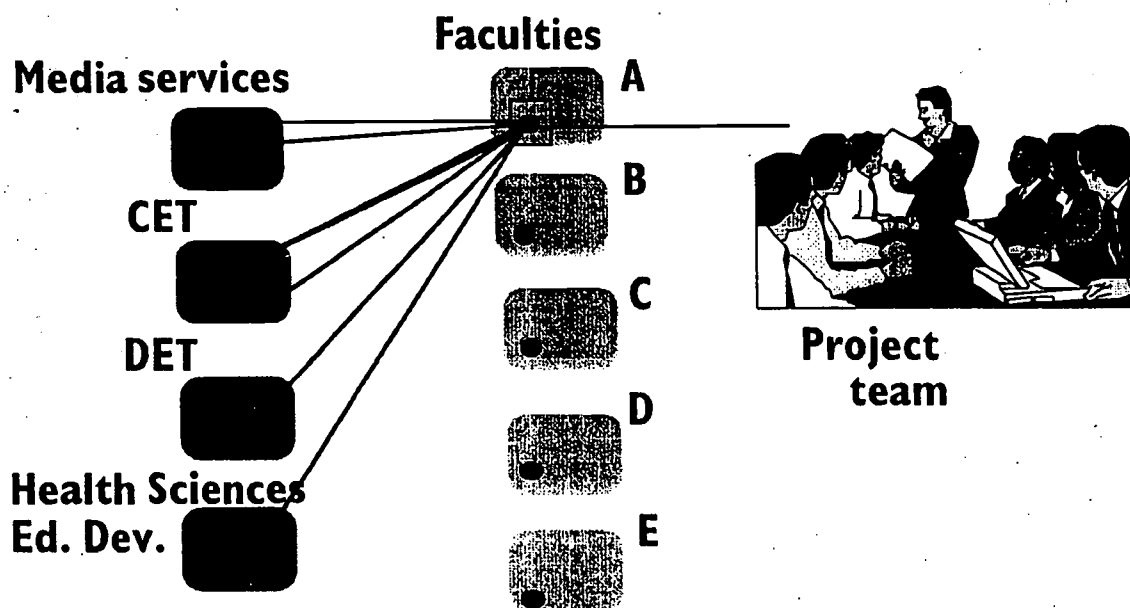 Faculties
Media services
A
B
CET
C
DET
Project
team
D
Health Sciences
Ed. Dev.
E